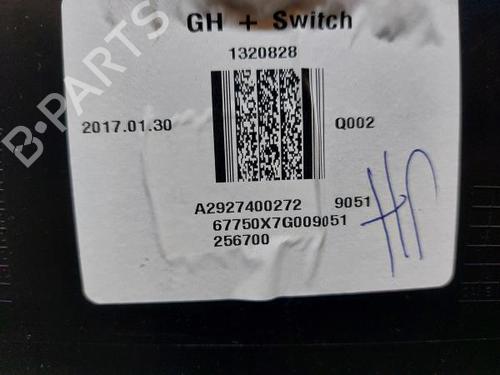 GH + Switch
1320828
2017.01.30 Q002
A2927400272 9051
67750X7G009051
256700
B-PARTS